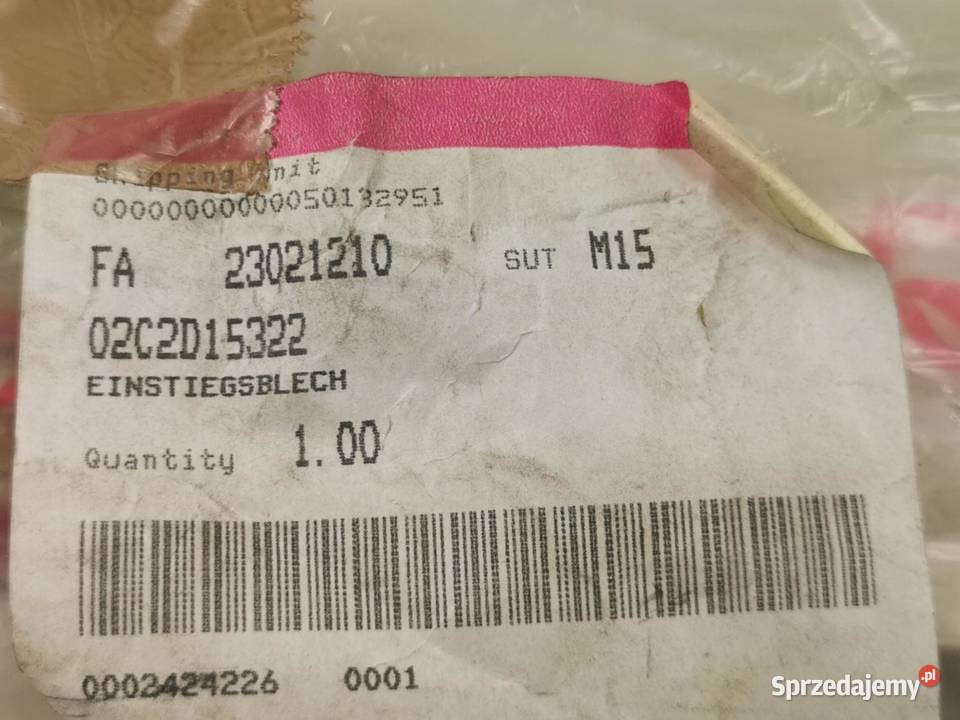 Shipping Unit
00000000000050132951
FA 23021210 SUT M15
02C2D15322
EINSTIEGSBLECH
Quantity 1.00
0002424226 0001
Sprzedajemy.pl